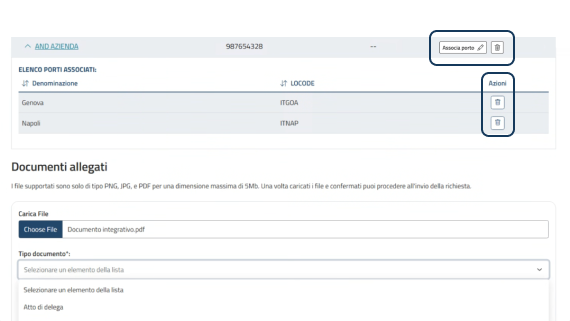 AND AZIENDA 987654328 -- Associa porto
ELENCO PORTI ASSOCIATI:
Denominazione LOCODE Azioni
Genova ITGOA
Napoli ITNAP
Documenti allegati
I file supportati sono solo di tipo PNG, JPG, e PDF per una dimensione massima di 5Mb. Una volta caricati i file e confermati puoi procedere all'invio della richiesta.
Carica File
Choose File Documento integrativo.pdf
Tipo documento*:
Selezionare un elemento della lista
Selezionare un elemento della lista
Atto di delega